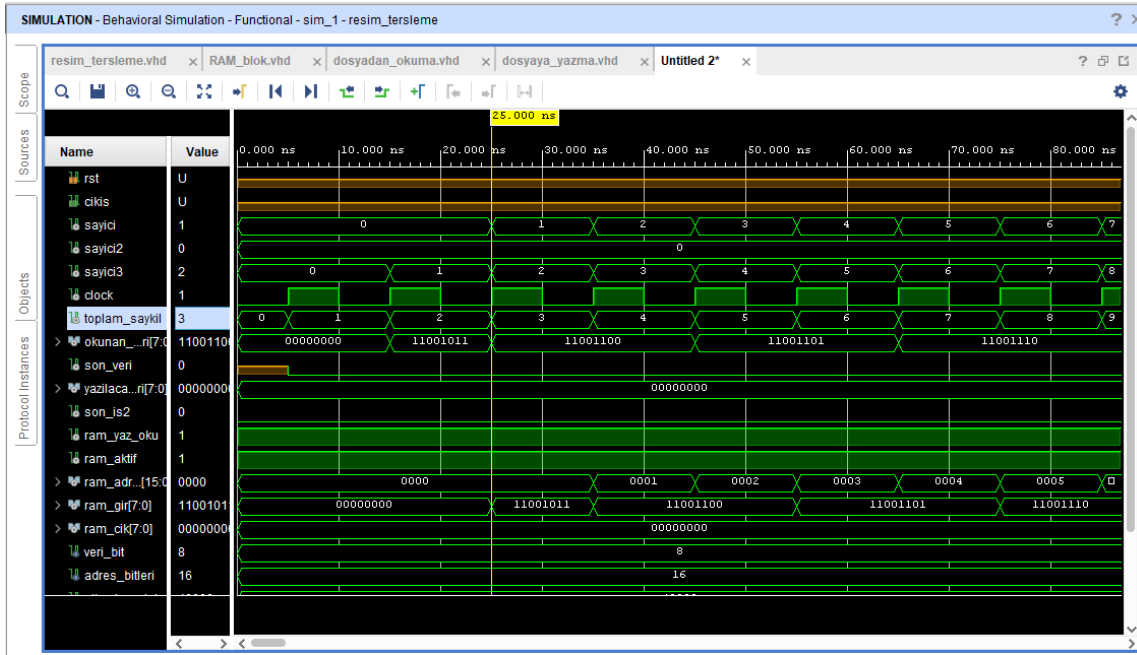 SIMULATION - Behavioral Simulation - Functional - sim_1 - resim_tersleme
resim_tersleme.vhd RAM_blok.vhd dosyadan_okuma.vhd dosyaya_yazma.vhd Untitled 2*
Scope
Sources
Objects
Protocol Instances
25.000 ns
Name Value 0.000 ns 10.000 ns 20.000 ns 30.000 ns 40.000 ns 50.000 ns 60.000 ns 70.000 ns 80.000 ns
rst U
cikis U
sayici 1 0 1 2 3 4 5 6 7
sayici2 0 0
sayici3 2 0 1 2 3 4 5 6 7 8
clock 1
toplam_saykil 3 0 1 2 3 4 5 6 7 8 9
okunan_...ri[7:0 1100110 00000000 11001011 11001100 11001101 11001110
son_veri 0
yazilaca...ri[7:0] 0000000 00000000
son_is2 0
ram_yaz_oku 1
ram_aktif 1
ram_adr...[15:0 0000 0000 0001 0002 0003 0004 0005
ram_gir[7:0] 1100101 00000000 11001011 11001100 11001101 11001110
ram_cik[7:0] 0000000 00000000
veri_bit 8 8
adres_bitleri 16 16